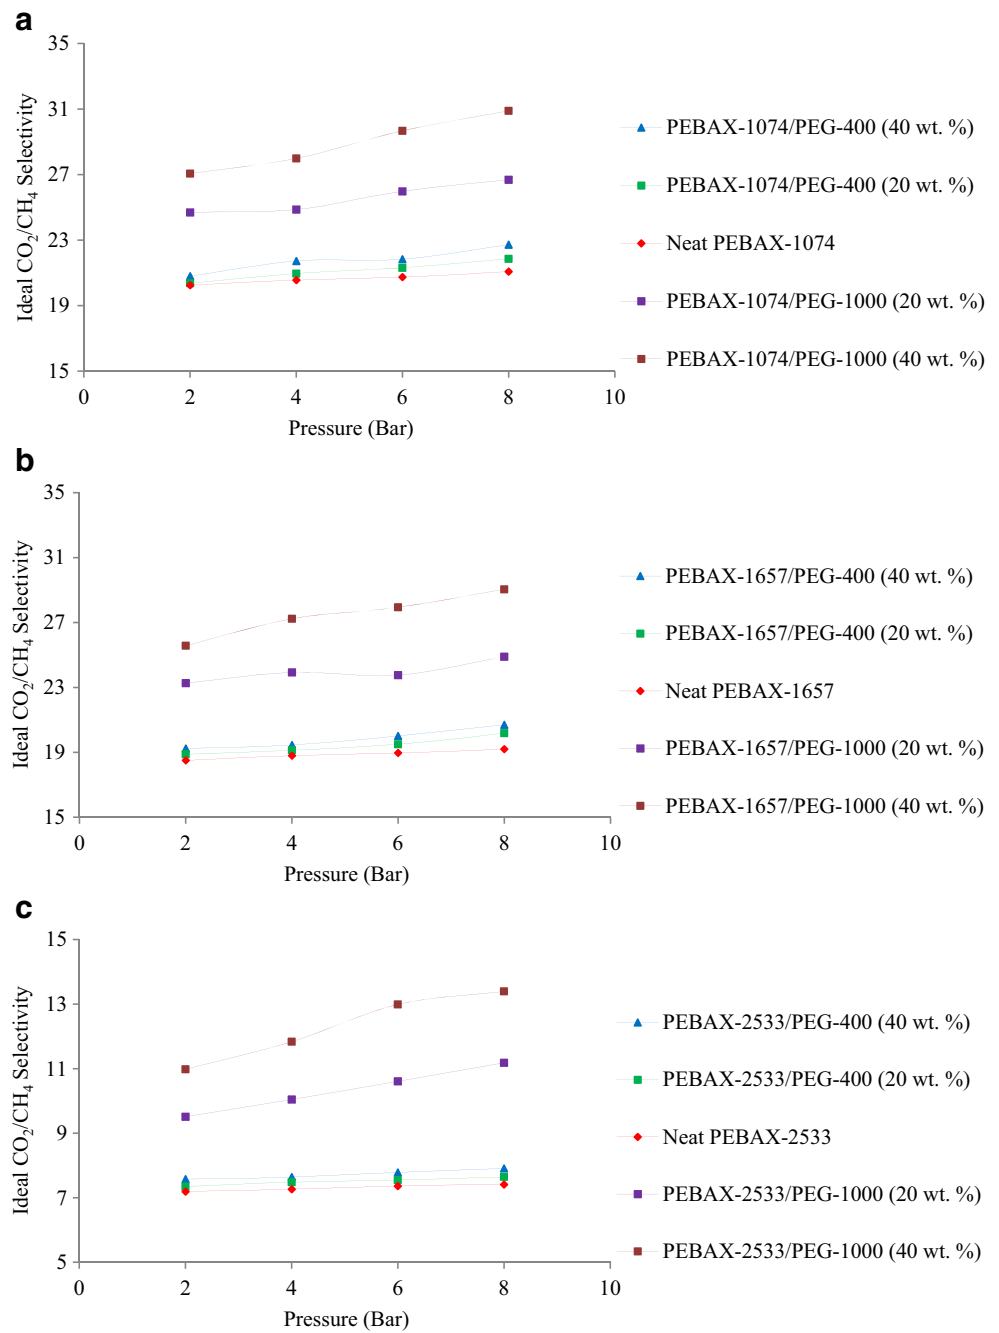 a
35
31
27
23
19
15
0
2
4
6
8
10
Ideal CO₂/CH₄ Selectivity
Pressure (Bar)
PEBAX-1074/PEG-400 (40 wt. %)
PEBAX-1074/PEG-400 (20 wt. %)
Neat PEBAX-1074
PEBAX-1074/PEG-1000 (20 wt. %)
PEBAX-1074/PEG-1000 (40 wt. %)
b
35
31
27
23
19
15
0
2
4
6
8
10
Ideal CO₂/CH₄ Selectivity
Pressure (Bar)
PEBAX-1657/PEG-400 (40 wt. %)
PEBAX-1657/PEG-400 (20 wt. %)
Neat PEBAX-1657
PEBAX-1657/PEG-1000 (20 wt. %)
PEBAX-1657/PEG-1000 (40 wt. %)
c
15
13
11
9
7
5
0
2
4
6
8
10
Ideal CO₂/CH₄ Selectivity
Pressure (Bar)
PEBAX-2533/PEG-400 (40 wt. %)
PEBAX-2533/PEG-400 (20 wt. %)
Neat PEBAX-2533
PEBAX-2533/PEG-1000 (20 wt. %)
PEBAX-2533/PEG-1000 (40 wt. %)